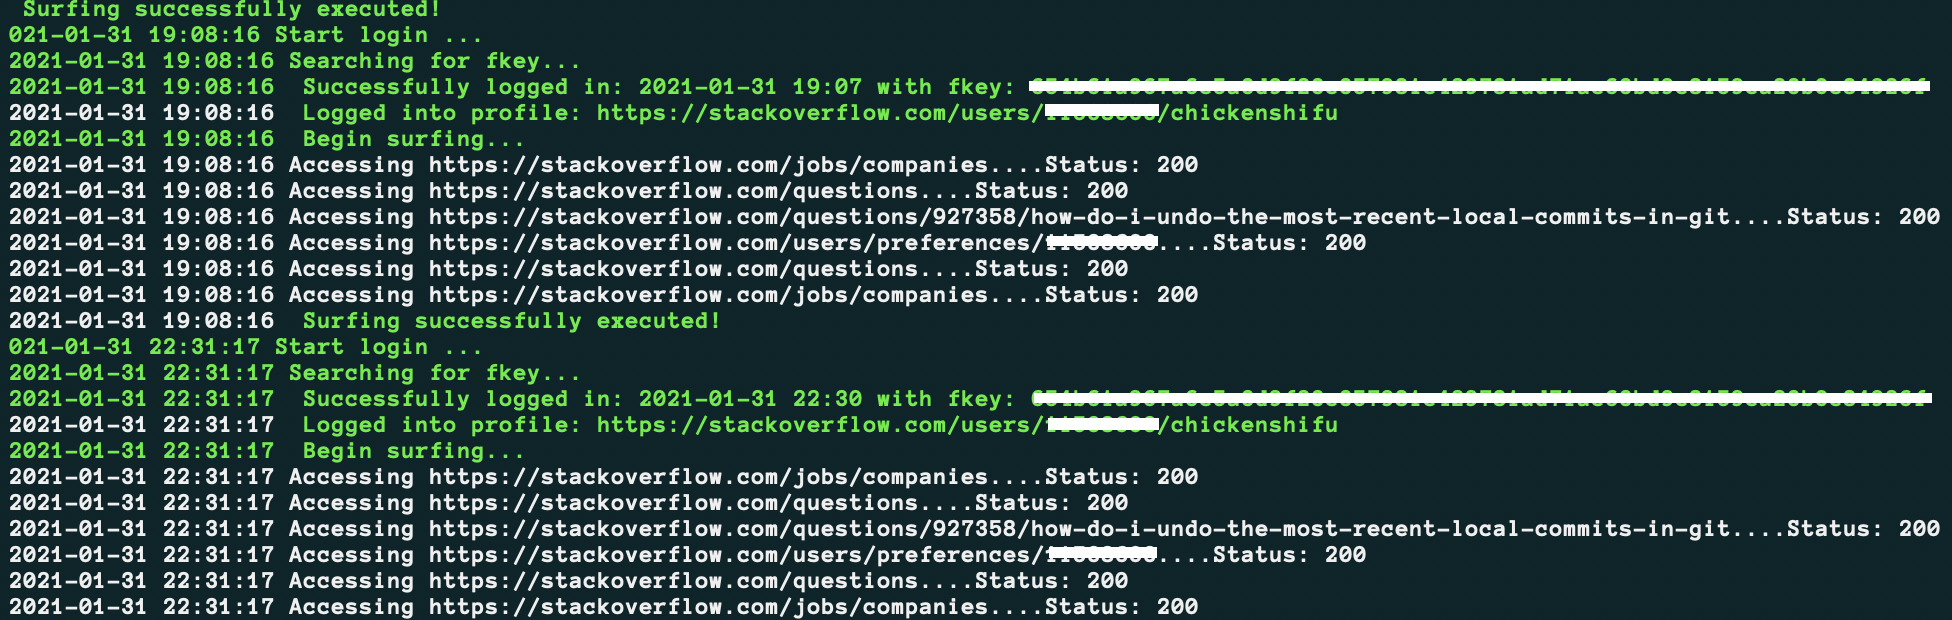 Surfing successfully executed!
021-01-31 19:08:16 Start login ...
2021-01-31 19:08:16 Searching for fkey...
2021-01-31 19:08:16 Successfully logged in: 2021-01-31 19:07 with fkey:
2021-01-31 19:08:16 Logged into profile: https://stackoverflow.com/users/ /chickenshifu
2021-01-31 19:08:16 Begin surfing...
2021-01-31 19:08:16 Accessing https://stackoverflow.com/jobs/companies....Status: 200
2021-01-31 19:08:16 Accessing https://stackoverflow.com/questions....Status: 200
2021-01-31 19:08:16 Accessing https://stackoverflow.com/questions/927358/how-do-i-undo-the-most-recent-local-commits-in-git....Status: 200
2021-01-31 19:08:16 Accessing https://stackoverflow.com/users/preferences/ ....Status: 200
2021-01-31 19:08:16 Accessing https://stackoverflow.com/questions....Status: 200
2021-01-31 19:08:16 Accessing https://stackoverflow.com/jobs/companies....Status: 200
2021-01-31 19:08:16 Surfing successfully executed!
021-01-31 22:31:17 Start login ...
2021-01-31 22:31:17 Searching for fkey...
2021-01-31 22:31:17 Successfully logged in: 2021-01-31 22:30 with fkey:
2021-01-31 22:31:17 Logged into profile: https://stackoverflow.com/users/ /chickenshifu
2021-01-31 22:31:17 Begin surfing...
2021-01-31 22:31:17 Accessing https://stackoverflow.com/jobs/companies....Status: 200
2021-01-31 22:31:17 Accessing https://stackoverflow.com/questions....Status: 200
2021-01-31 22:31:17 Accessing https://stackoverflow.com/questions/927358/how-do-i-undo-the-most-recent-local-commits-in-git....Status: 200
2021-01-31 22:31:17 Accessing https://stackoverflow.com/users/preferences/ ....Status: 200
2021-01-31 22:31:17 Accessing https://stackoverflow.com/questions....Status: 200
2021-01-31 22:31:17 Accessing https://stackoverflow.com/jobs/companies....Status: 200